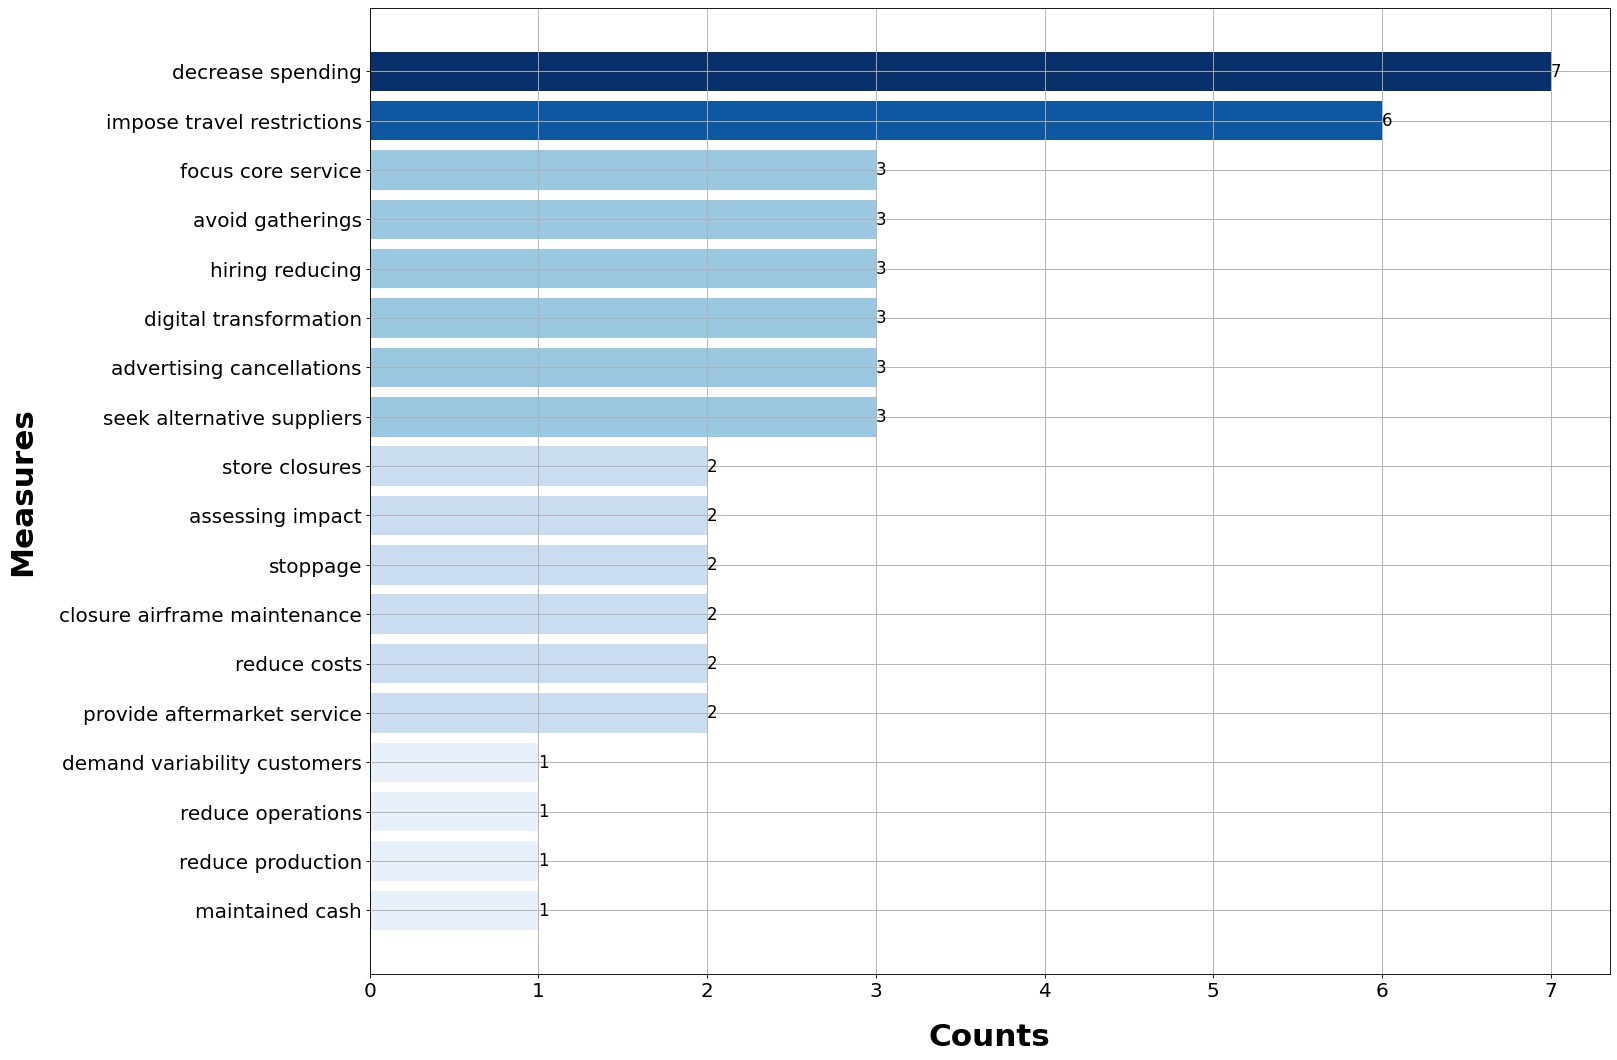 decrease spending 7
impose travel restrictions 6
focus core service 3
avoid gatherings 3
hiring reducing 3
digital transformation 3
advertising cancellations 3
seek alternative suppliers 3
store closures 2
assessing impact 2
stoppage 2
closure airframe maintenance 2
reduce costs 2
provide aftermarket service 2
demand variability customers 1
reduce operations 1
reduce production 1
maintained cash 1
Measures
0 1 2 3 4 5 6 7
Counts